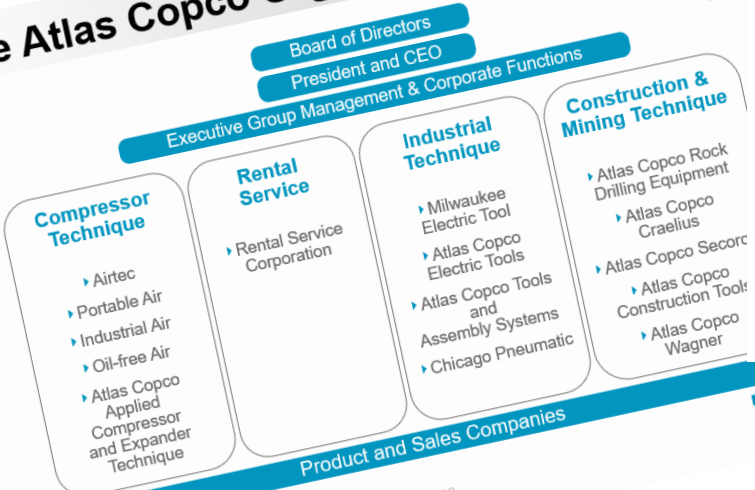 Atlas Copco
Board of Directors
President and CEO
Executive Group Management & Corporate Functions
Compressor
Technique
Airtec
Portable Air
Industrial Air
Oil-free Air
Atlas Copco
Applied
Compressor
and Expander
Technique
Rental
Service
Rental Service
Corporation
Industrial
Technique
Milwaukee
Electric Tool
Atlas Copco
Electric Tools
Atlas Copco Tools
and
Assembly Systems
Chicago Pneumatic
Construction &
Mining Technique
Atlas Copco Rock
Drilling Equipment
Atlas Copco
Craelius
Atlas Copco Secoroc
Atlas Copco
Construction Tools
Atlas Copco
Wagner
Product and Sales Companies